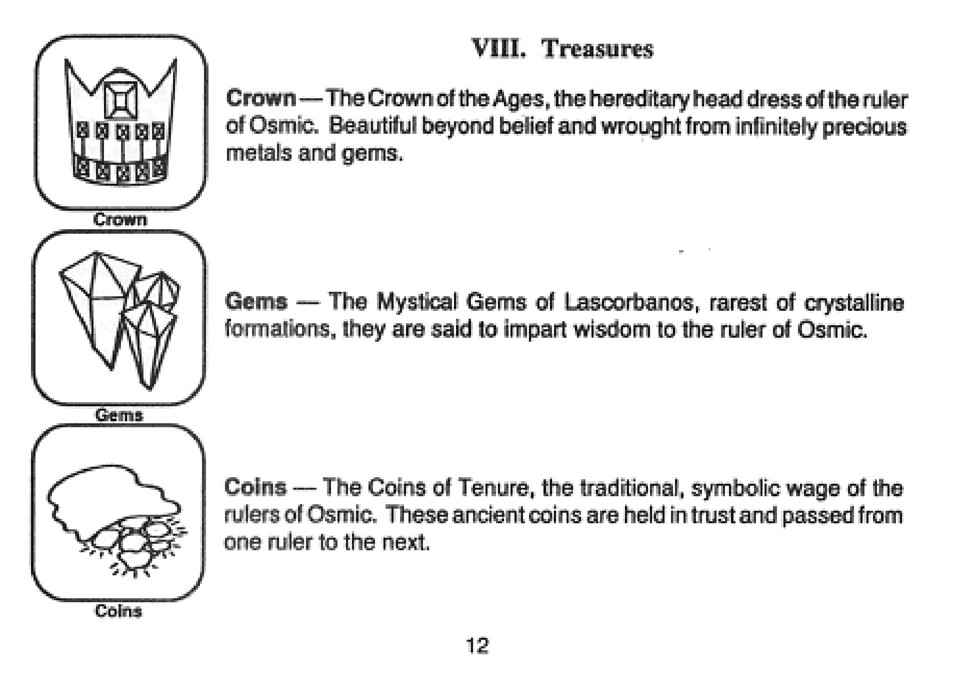 VIII. Treasures
Crown — The Crown of the Ages, the hereditary head dress of the ruler
of Osmic. Beautiful beyond belief and wrought from infinitely precious
metals and gems.
Crown
Gems — The Mystical Gems of Lascorbanos, rarest of crystalline
formations, they are said to impart wisdom to the ruler of Osmic.
Gems
Coins — The Coins of Tenure, the traditional, symbolic wage of the
rulers of Osmic. These ancient coins are held in trust and passed from
one ruler to the next.
Coins
12